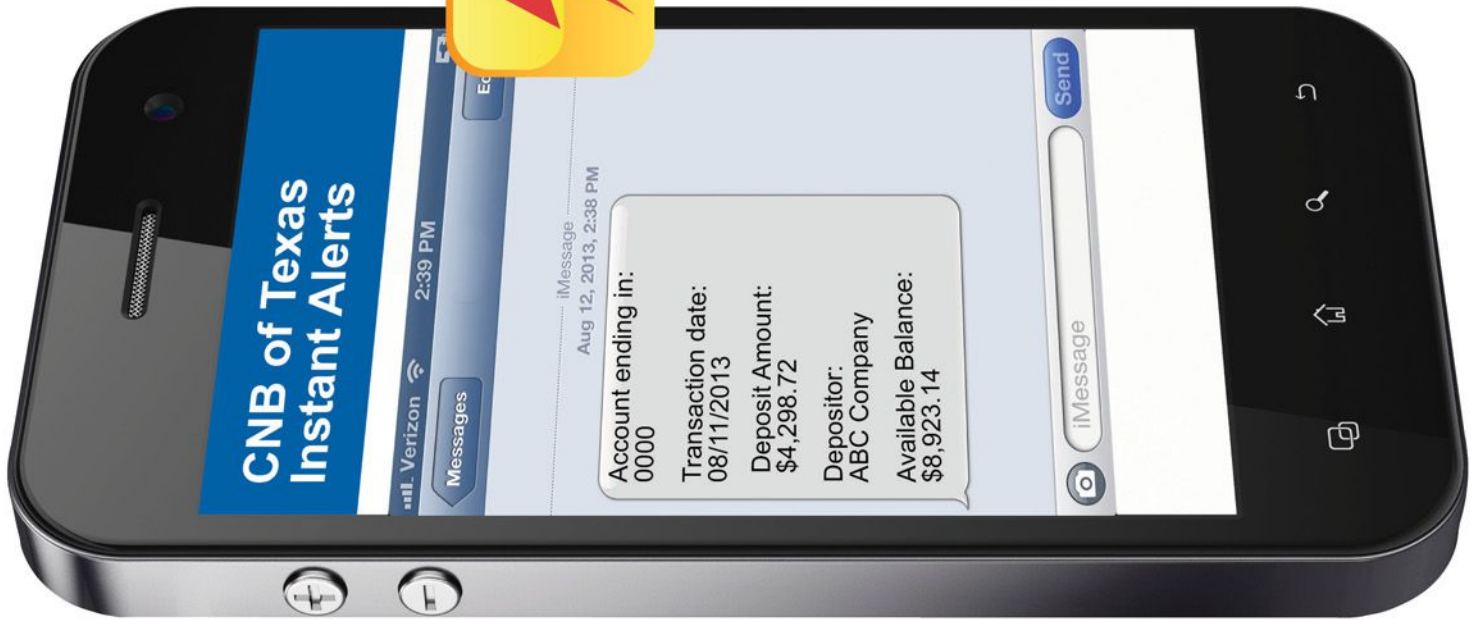 CNB of Texas
Instant Alerts
Verizon 2:39 PM
Messages
iMessage
Aug 12, 2013, 2:38 PM
Account ending in:
0000
Transaction date:
08/11/2013
Deposit Amount:
$4,298.72
Depositor:
ABC Company
Available Balance:
$8,923.14
iMessage Send